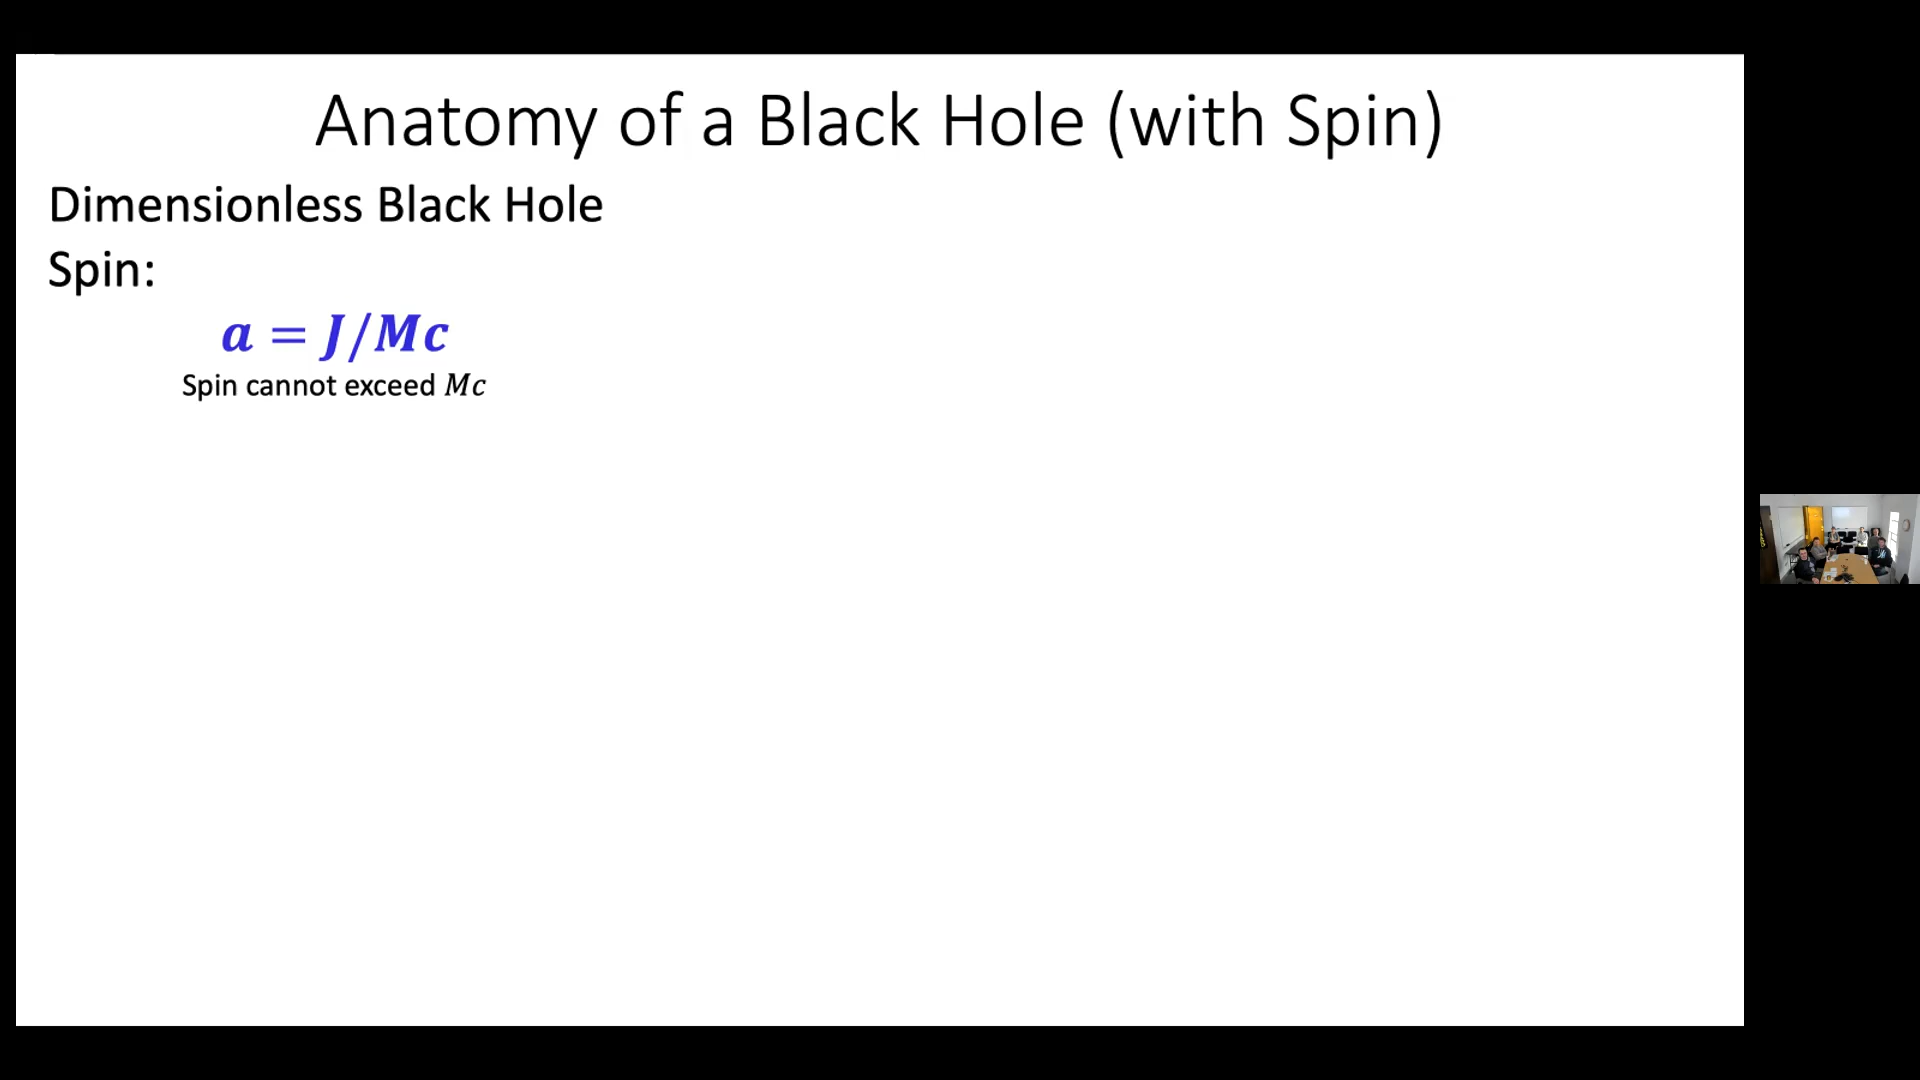 Anatomy of a Black Hole (with Spin)
Dimensionless Black Hole
Spin:
a = J/Mc
Spin cannot exceed Mc